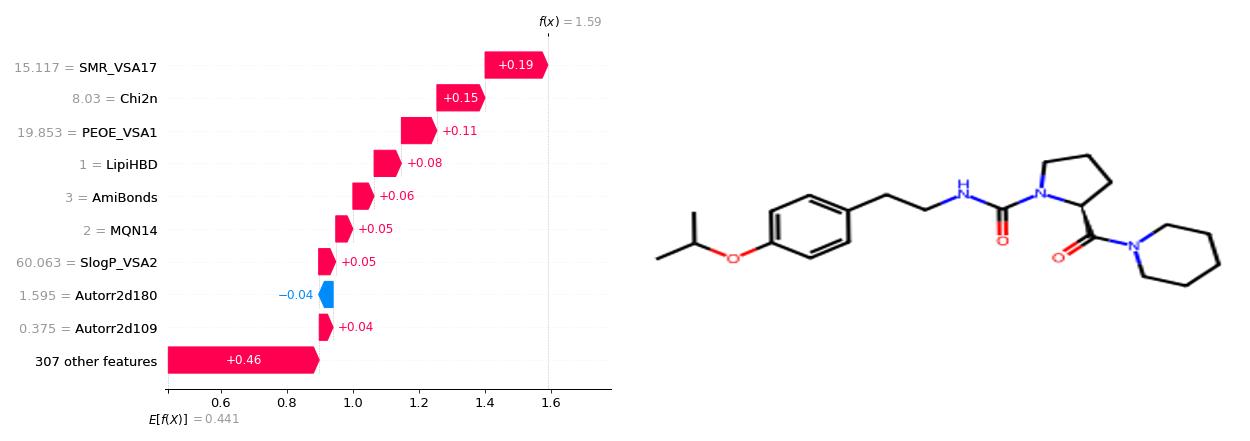 f(x) = 1.59
15.117 = SMR_VSA17
+0.19
8.03 = Chi2n
+0.15
19.853 = PEOE_VSA1
+0.11
1 = LipiHBD
+0.08
3 = AmiBonds
+0.06
2 = MQN14
+0.05
60.063 = SlogP_VSA2
+0.05
1.595 = Autorr2d180
−0.04
0.375 = Autorr2d109
+0.04
307 other features
+0.46
0.6 0.8 1.0 1.2 1.4 1.6
E[f(X)] = 0.441
H
N
N
O
O
N
O